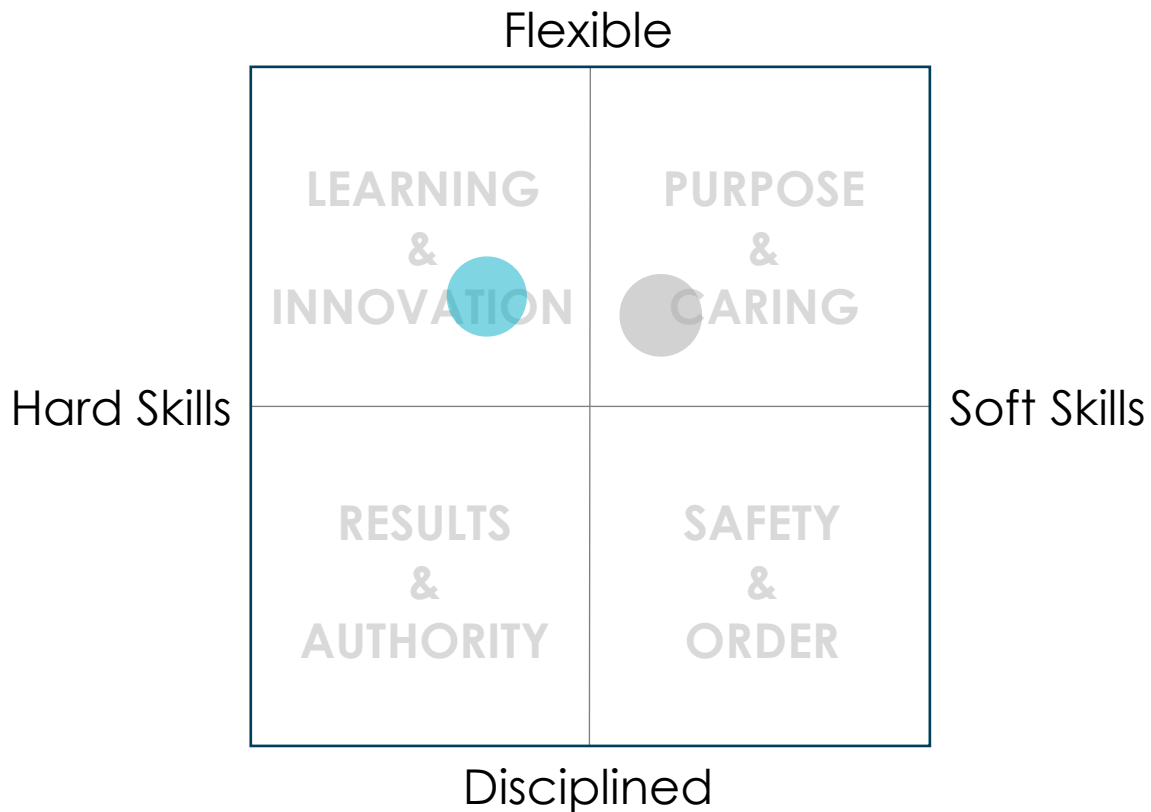 Flexible
LEARNING
&
INNOVATION
PURPOSE
&
CARING
Hard Skills
Soft Skills
RESULTS
&
AUTHORITY
SAFETY
&
ORDER
Disciplined